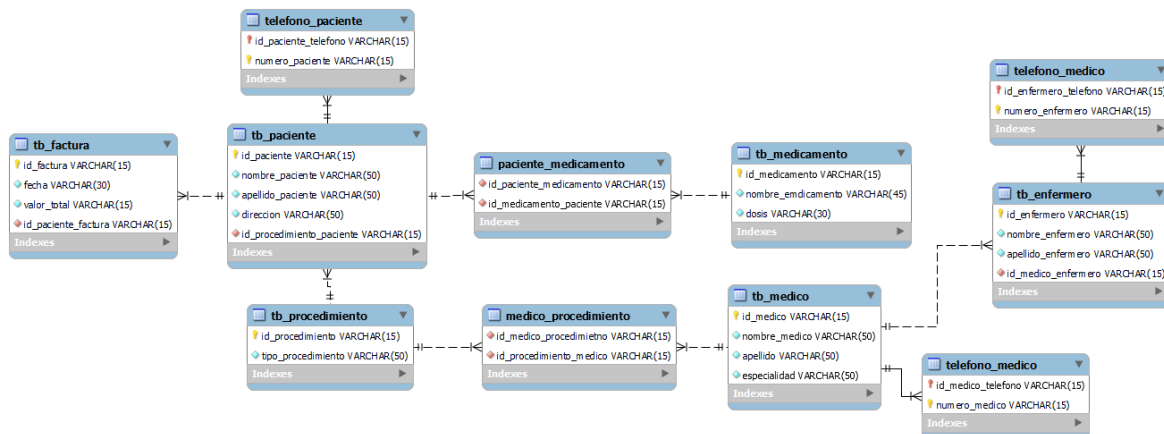 telefono_paciente
id_paciente_telefono VARCHAR(15)
numero_paciente VARCHAR(15)
Indexes
telefono_medico
id_enfermero_telefono VARCHAR(15)
numero_enfermero VARCHAR(15)
Indexes
tb_factura
id_factura VARCHAR(15)
fecha VARCHAR(30)
valor_total VARCHAR(15)
id_paciente_factura VARCHAR(15)
Indexes
tb_paciente
id_paciente VARCHAR(15)
nombre_paciente VARCHAR(50)
apellido_paciente VARCHAR(50)
direccion VARCHAR(50)
id_procedimiento_paciente VARCHAR(15)
Indexes
paciente_medicamento
id_paciente_medicamento VARCHAR(15)
id_medicamento_paciente VARCHAR(15)
Indexes
tb_medicamento
id_medicamento VARCHAR(15)
nombre_emdicamento VARCHAR(45)
dosis VARCHAR(30)
Indexes
tb_enfermero
id_enfermero VARCHAR(15)
nombre_enfermero VARCHAR(50)
apellido_enfermero VARCHAR(50)
id_medico_enfermero VARCHAR(15)
Indexes
tb_procedimiento
id_procedimiento VARCHAR(15)
tipo_procedimiento VARCHAR(50)
Indexes
medico_procedimiento
id_medico_procedimietno VARCHAR(15)
id_procedimiento_medico VARCHAR(15)
Indexes
tb_medico
id_medico VARCHAR(15)
nombre_medico VARCHAR(50)
apellido VARCHAR(50)
especialidad VARCHAR(50)
Indexes
telefono_medico
id_medico_telefono VARCHAR(15)
numero_medico VARCHAR(15)
Indexes